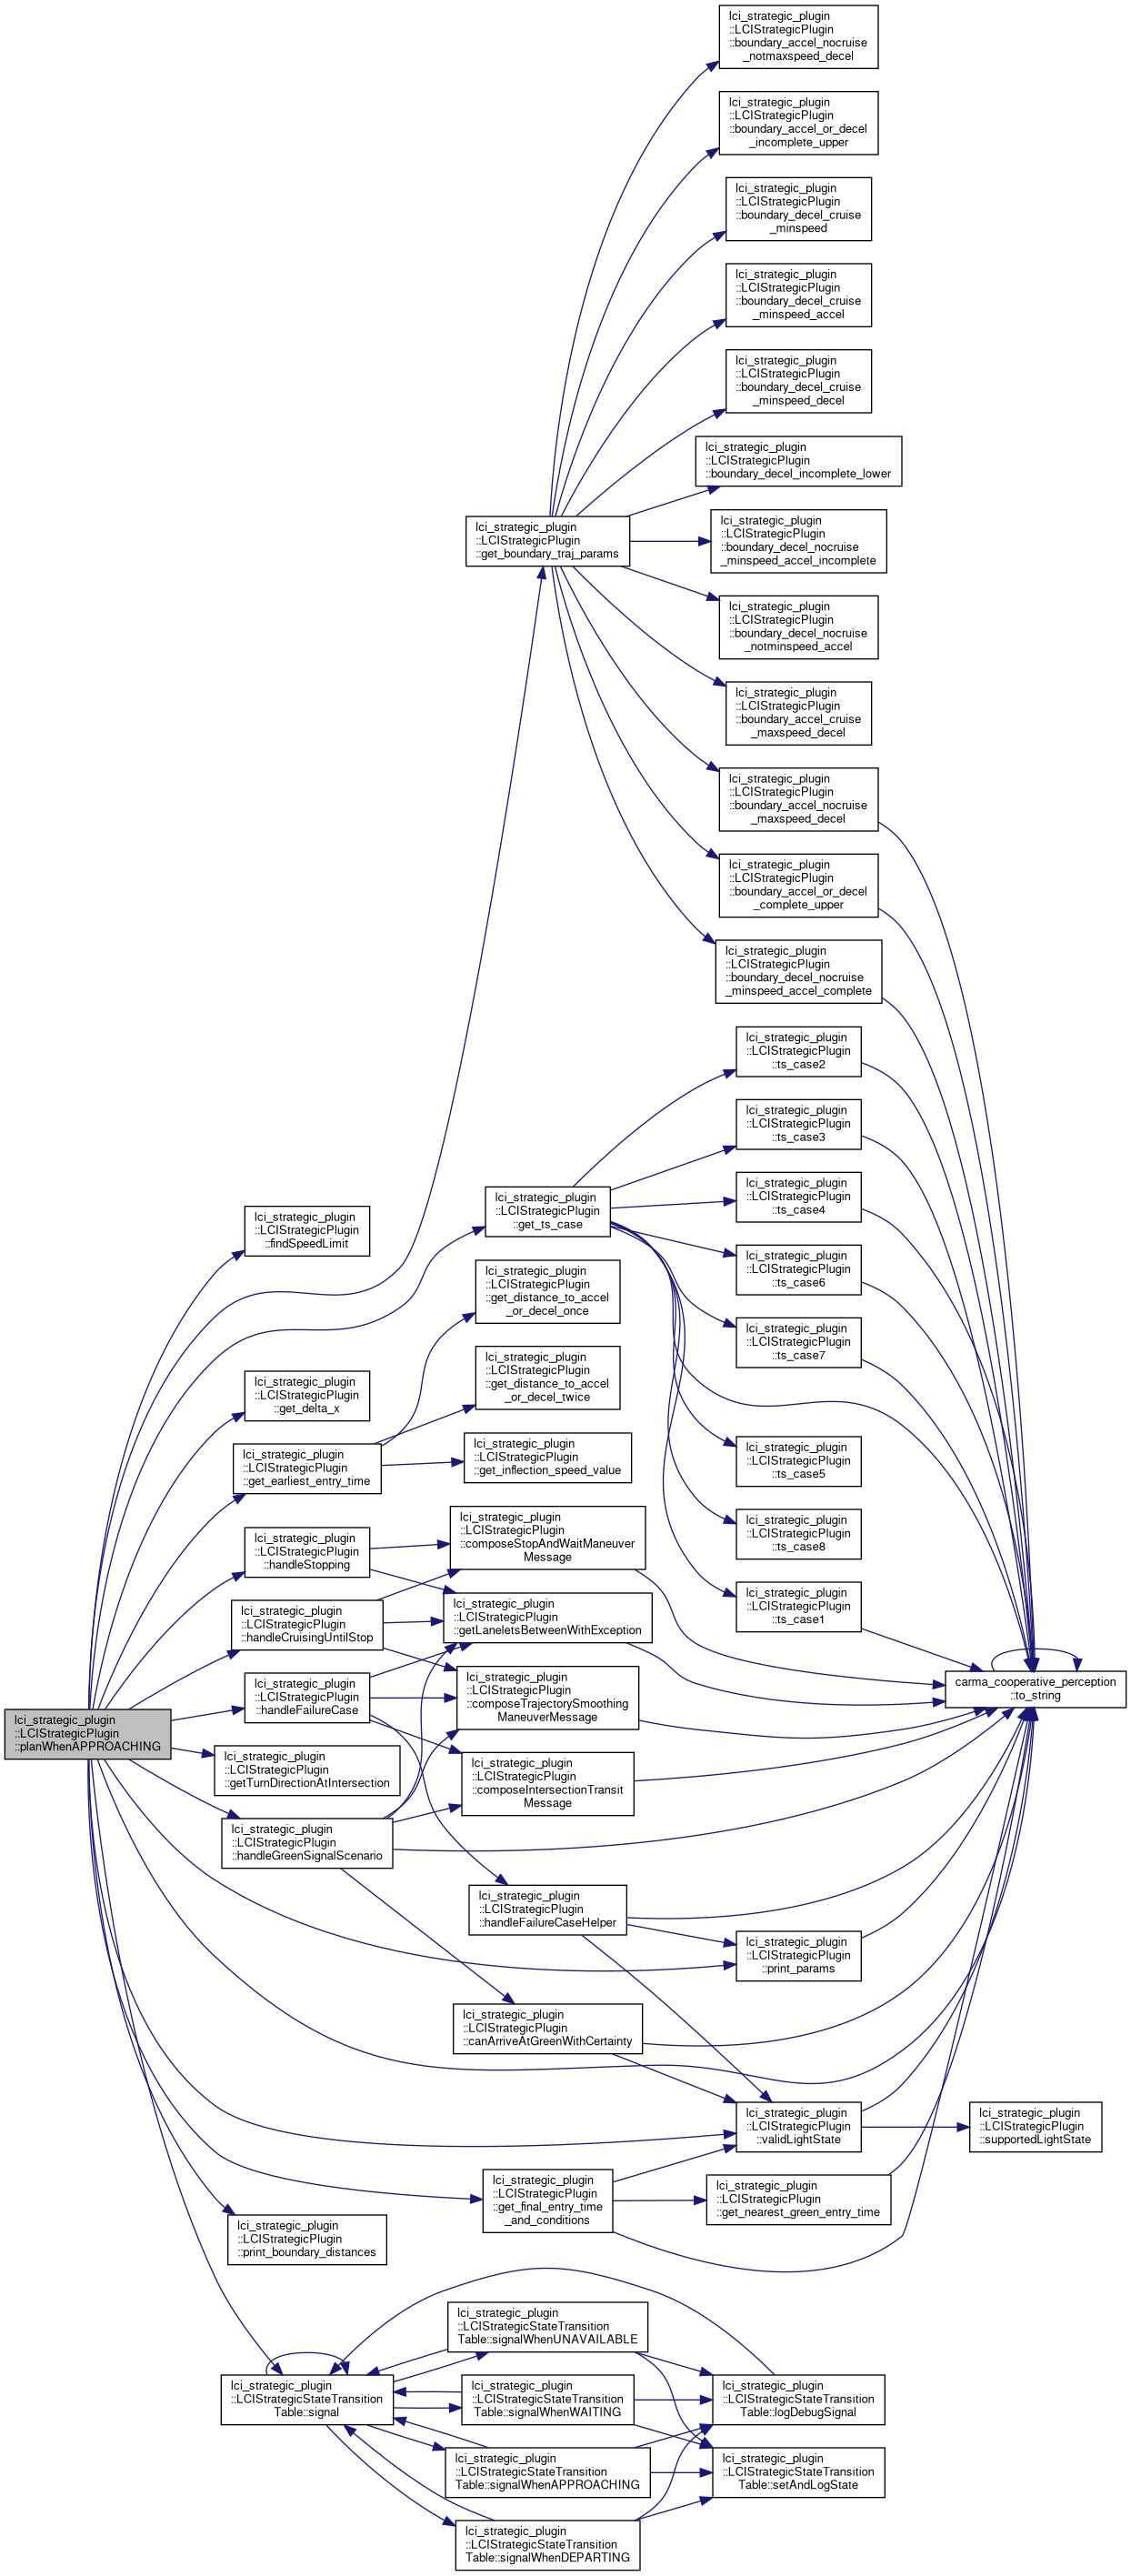 lci_strategic_plugin
::LCIStrategicPlugin
::boundary_accel_nocruise
_notmaxspeed_decel
lci_strategic_plugin
::LCIStrategicPlugin
::boundary_accel_or_decel
_incomplete_upper
lci_strategic_plugin
::LCIStrategicPlugin
::boundary_decel_cruise
_minspeed
lci_strategic_plugin
::LCIStrategicPlugin
::boundary_decel_cruise
_minspeed_accel
lci_strategic_plugin
::LCIStrategicPlugin
::boundary_decel_cruise
_minspeed_decel
lci_strategic_plugin
::LCIStrategicPlugin
::boundary_decel_incomplete_lower
lci_strategic_plugin
::LCIStrategicPlugin
::get_boundary_traj_params
lci_strategic_plugin
::LCIStrategicPlugin
::boundary_decel_nocruise
_minspeed_accel_incomplete
lci_strategic_plugin
::LCIStrategicPlugin
::boundary_decel_nocruise
_notminspeed_accel
lci_strategic_plugin
::LCIStrategicPlugin
::boundary_accel_cruise
_maxspeed_decel
lci_strategic_plugin
::LCIStrategicPlugin
::boundary_accel_nocruise
_maxspeed_decel
lci_strategic_plugin
::LCIStrategicPlugin
::boundary_accel_or_decel
_complete_upper
lci_strategic_plugin
::LCIStrategicPlugin
::boundary_decel_nocruise
_minspeed_accel_complete
lci_strategic_plugin
::LCIStrategicPlugin
::ts_case2
lci_strategic_plugin
::LCIStrategicPlugin
::ts_case3
lci_strategic_plugin
::LCIStrategicPlugin
::ts_case4
lci_strategic_plugin
::LCIStrategicPlugin
::get_ts_case
lci_strategic_plugin
::LCIStrategicPlugin
::findSpeedLimit
lci_strategic_plugin
::LCIStrategicPlugin
::ts_case6
lci_strategic_plugin
::LCIStrategicPlugin
::get_distance_to_accel
_or_decel_once
lci_strategic_plugin
::LCIStrategicPlugin
::ts_case7
lci_strategic_plugin
::LCIStrategicPlugin
::get_distance_to_accel
_or_decel_twice
lci_strategic_plugin
::LCIStrategicPlugin
::get_delta_x
lci_strategic_plugin
::LCIStrategicPlugin
::get_earliest_entry_time
lci_strategic_plugin
::LCIStrategicPlugin
::get_inflection_speed_value
lci_strategic_plugin
::LCIStrategicPlugin
::ts_case5
lci_strategic_plugin
::LCIStrategicPlugin
::composeStopAndWaitManeuver
Message
lci_strategic_plugin
::LCIStrategicPlugin
::ts_case8
lci_strategic_plugin
::LCIStrategicPlugin
::handleStopping
lci_strategic_plugin
::LCIStrategicPlugin
::ts_case1
lci_strategic_plugin
::LCIStrategicPlugin
::getLaneletsBetweenWithException
lci_strategic_plugin
::LCIStrategicPlugin
::handleCruisingUntilStop
lci_strategic_plugin
::LCIStrategicPlugin
::composeTrajectorySmoothing
ManeuverMessage
carma_cooperative_perception
::to_string
lci_strategic_plugin
::LCIStrategicPlugin
::handleFailureCase
lci_strategic_plugin
::LCIStrategicPlugin
::planWhenAPPROACHING
lci_strategic_plugin
::LCIStrategicPlugin
::getTurnDirectionAtIntersection
lci_strategic_plugin
::LCIStrategicPlugin
::composeIntersectionTransit
Message
lci_strategic_plugin
::LCIStrategicPlugin
::handleGreenSignalScenario
lci_strategic_plugin
::LCIStrategicPlugin
::handleFailureCaseHelper
lci_strategic_plugin
::LCIStrategicPlugin
::print_params
lci_strategic_plugin
::LCIStrategicPlugin
::canArriveAtGreenWithCertainty
lci_strategic_plugin
::LCIStrategicPlugin
::validLightState
lci_strategic_plugin
::LCIStrategicPlugin
::supportedLightState
lci_strategic_plugin
::LCIStrategicPlugin
::get_final_entry_time
_and_conditions
lci_strategic_plugin
::LCIStrategicPlugin
::get_nearest_green_entry_time
lci_strategic_plugin
::LCIStrategicPlugin
::print_boundary_distances
lci_strategic_plugin
::LCIStrategicStateTransition
Table::signalWhenUNAVAILABLE
lci_strategic_plugin
::LCIStrategicStateTransition
Table::signal
lci_strategic_plugin
::LCIStrategicStateTransition
Table::signalWhenWAITING
lci_strategic_plugin
::LCIStrategicStateTransition
Table::logDebugSignal
lci_strategic_plugin
::LCIStrategicStateTransition
Table::signalWhenAPPROACHING
lci_strategic_plugin
::LCIStrategicStateTransition
Table::setAndLogState
lci_strategic_plugin
::LCIStrategicStateTransition
Table::signalWhenDEPARTING